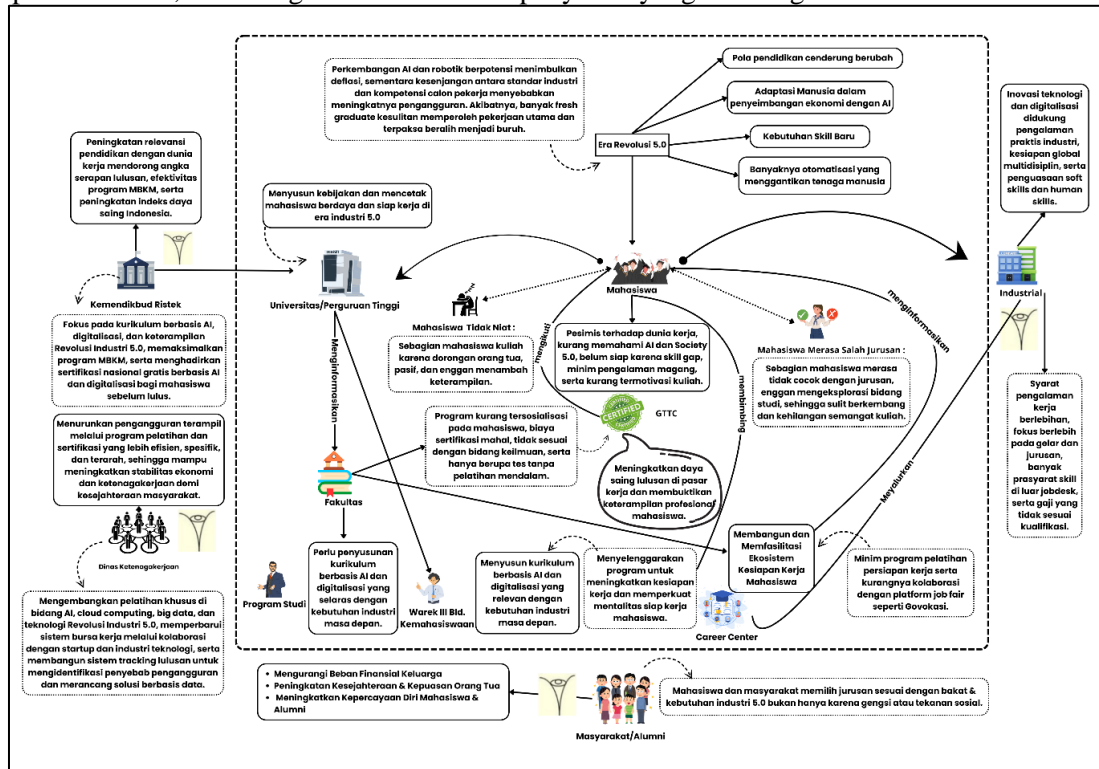 Pola pendidikan cenderung berubah
Perkembangan AI dan robotik berpotensi menimbulkan
deflasi, sementara kesenjangan antara standar industri
dan kompetensi calon pekerja menyebabkan
meningkatnya pengangguran. Akibatnya, banyak fresh
graduate kesulitan memperoleh pekerjaan utama dan
terpaksa beralih menjadi buruh.
Adaptasi Manusia dalam
penyeimbangan ekonomi dengan AI
Era Revolusi 5.0
Kebutuhan Skill Baru
Banyaknya otomatisasi yang
menggantikan tenaga manusia
Inovasi teknologi
dan digitalisasi
didukung
pengalaman
praktis industri,
kesiapan global
multidisiplin, serta
penguasaan soft
skills dan human
skills.
Peningkatan relevansi
pendidikan dengan dunia
kerja mendorong angka
serapan lulusan, efektivitas
program MBKM, serta
peningkatan indeks daya
saing Indonesia.
Menyusun kebijakan dan mencetak
mahasiswa berdaya dan siap kerja di
era industri 5.0
Kemendikbud Ristek
Universitas/Perguruan Tinggi
Mahasiswa
Industrial
Fokus pada kurikulum berbasis AI,
digitalisasi, dan keterampilan
Revolusi Industri 5.0, memaksimalkan
program MBKM, serta menghadirkan
sertifikasi nasional gratis berbasis AI
dan digitalisasi bagi mahasiswa
sebelum lulus.
Menginformasikan
Mahasiswa Tidak Niat :
Sebagian mahasiswa kuliah
karena dorongan orang tua,
pasif, dan enggan menambah
keterampilan.
mengikuti
Pesimis terhadap dunia kerja,
kurang memahami AI dan Society
5.0, belum siap karena skill gap,
minim pengalaman magang,
serta kurang termotivasi kuliah.
membimbing
Mahasiswa Merasa Salah Jurusan :
Sebagian mahasiswa merasa
tidak cocok dengan jurusan,
enggan mengeksplorasi bidang
studi, sehingga sulit berkembang
dan kehilangan semangat kuliah.
menginformasikan
Meyalurkan
Syarat
pengalaman
kerja
berlebihan,
fokus berlebih
pada gelar dan
jurusan,
banyak
prasyarat skill
di luar jobdesk,
serta gaji yang
tidak sesuai
kualifikasi.
Menurunkan pengangguran terampil
melalui program pelatihan dan
sertifikasi yang lebih efisien, spesifik,
dan terarah, sehingga mampu
meningkatkan stabilitas ekonomi
dan ketenagakerjaan demi
kesejahteraan masyarakat.
Dinas Ketenagakerjaan
Mengembangkan pelatihan khusus di
bidang AI, cloud computing, big data, dan
teknologi Revolusi Industri 5.0, memperbarui
sistem bursa kerja melalui kolaborasi
dengan startup dan industri teknologi, serta
membangun sistem tracking lulusan untuk
mengidentifikasi penyebab pengangguran
dan merancang solusi berbasis data.
Program kurang tersosialisasi
pada mahasiswa, biaya
sertifikasi mahal, tidak sesuai
dengan bidang keilmuan, serta
hanya berupa tes tanpa
pelatihan mendalam.
CERTIFIED
GTTC
Meningkatkan daya
saing lulusan di pasar
kerja dan membuktikan
keterampilan profesional
mahasiswa.
Fakultas
Program Studi
Perlu penyusunan
kurikulum
berbasis AI dan
digitalisasi yang
selaras dengan
kebutuhan industri
masa depan.
Warek III Bid.
Kemahasiswaan
Menyusun kurikulum
berbasis AI dan
digitalisasi yang
relevan dengan
kebutuhan industri
masa depan.
Menyelenggarakan
program untuk
meningkatkan kesiapan
kerja dan memperkuat
mentalitas siap kerja
mahasiswa.
Membangun dan
Memfasilitasi
Ekosistem
Kesiapan Kerja
Mahasiswa
Career Center
Minim program pelatihan
persiapan kerja serta
kurangnya kolaborasi
dengan platform job fair
seperti Govokasi.
Mengurangi Beban Finansial Keluarga
Peningkatan Kesejahteraan & Kepuasan Orang Tua
Meningkatkan Kepercayaan Diri Mahasiswa &
Alumni
Masyarakat/Alumni
Mahasiswa dan masyarakat memilih jurusan sesuai dengan bakat &
kebutuhan industri 5.0 bukan hanya karena gengsi atau tekanan sosial.